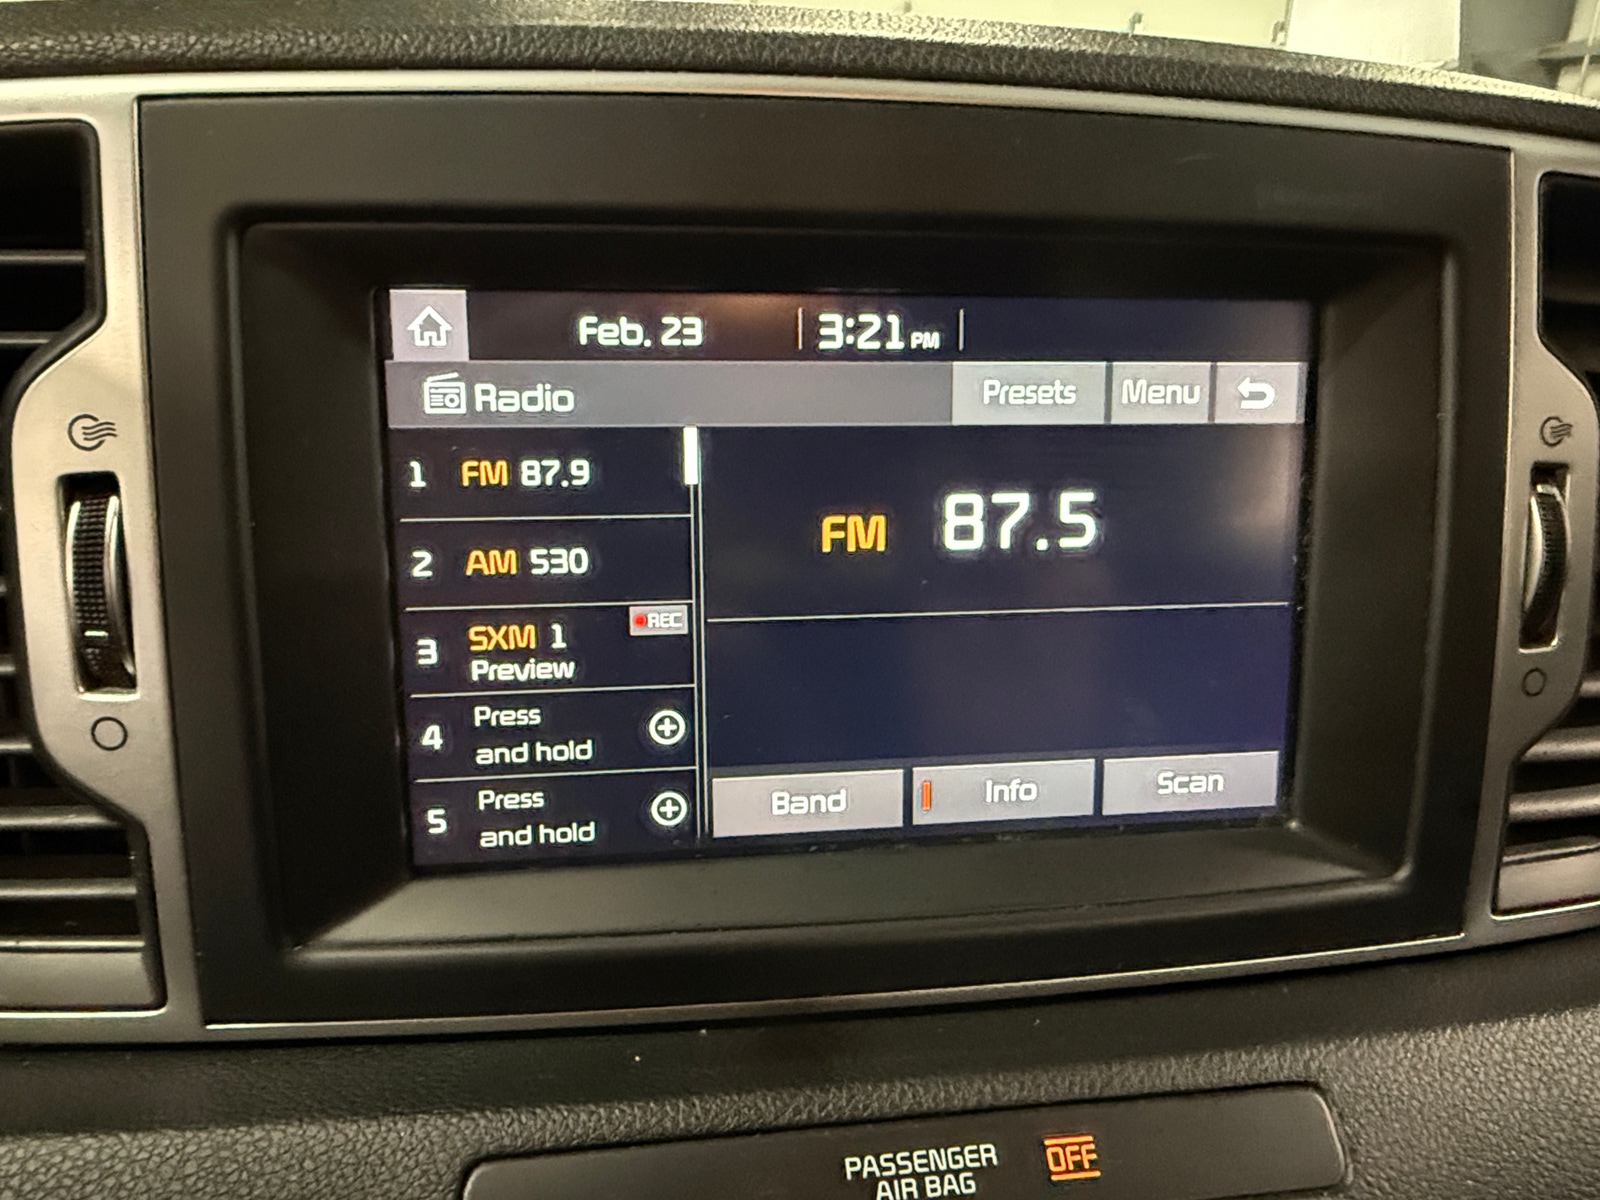 Feb. 23 3:21 PM
Radio Presets Menu
1 FM 87.9
2 AM 530
3 SXM 1 REC
Preview
4 Press
and hold
5 Press
and hold
FM 87.5
Band Info Scan
PASSENGER OFF
AIR BAG